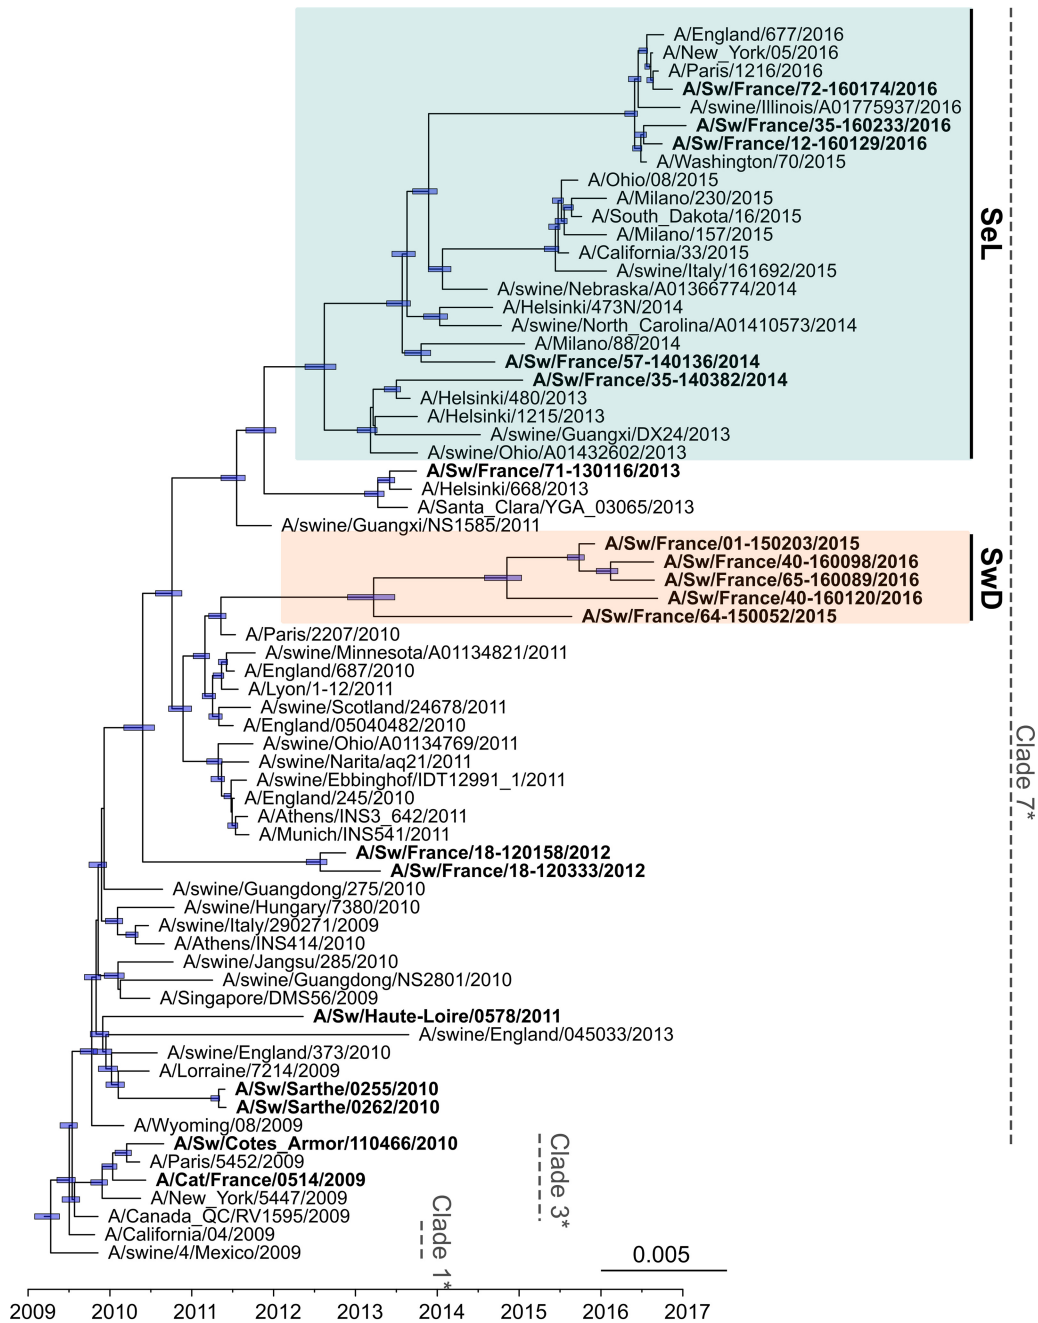 A/England/677/2016
A/New_York/05/2016
A/Paris/1216/2016
A/Sw/France/72-160174/2016
A/swine/Illinois/A01775937/2016
A/Sw/France/35-160233/2016
A/Sw/France/12-160129/2016
A/Washington/70/2015
A/Ohio/08/2015
A/Milano/230/2015
A/South_Dakota/16/2015
A/Milano/157/2015
A/California/33/2015
A/swine/Italy/161692/2015
A/swine/Nebraska/A01366774/2014
A/Helsinki/473N/2014
A/swine/North_Carolina/A01410573/2014
A/Milano/88/2014
A/Sw/France/57-140136/2014
A/Sw/France/35-140382/2014
A/Helsinki/480/2013
A/Helsinki/1215/2013
A/swine/Guangxi/DX24/2013
A/swine/Ohio/A01432602/2013
SeL
A/Sw/France/71-130116/2013
A/Helsinki/668/2013
A/Santa_Clara/YGA_03065/2013
A/swine/Guangxi/NS1585/2011
A/Sw/France/01-150203/2015
A/Sw/France/40-160098/2016
A/Sw/France/65-160089/2016
A/Sw/France/40-160120/2016
A/Sw/France/64-150052/2015
SwD
A/Paris/2207/2010
A/swine/Minnesota/A01134821/2011
A/England/687/2010
A/Lyon/1-12/2011
A/swine/Scotland/24678/2011
A/England/05040482/2010
A/swine/Ohio/A01134769/2011
A/swine/Narita/aq21/2011
A/swine/Ebbinghof/IDT12991_1/2011
A/England/245/2010
A/Athens/INS3_642/2011
A/Munich/INS541/2011
A/Sw/France/18-120158/2012
A/Sw/France/18-120333/2012
A/swine/Guangdong/275/2010
A/swine/Hungary/7380/2010
A/swine/Italy/290271/2009
A/Athens/INS414/2010
A/swine/Jangsu/285/2010
A/swine/Guangdong/NS2801/2010
A/Singapore/DMS56/2009
A/Sw/Haute-Loire/0578/2011
A/swine/England/045033/2013
A/swine/England/373/2010
A/Lorraine/7214/2009
A/Sw/Sarthe/0255/2010
A/Sw/Sarthe/0262/2010
A/Wyoming/08/2009
Clade 7*
A/Sw/Cotes_Armor/110466/2010
A/Paris/5452/2009
A/Cat/France/0514/2009
A/New_York/5447/2009
Clade 3*
A/Canada_QC/RV1595/2009
A/California/04/2009
A/swine/4/Mexico/2009
Clade 1*
0.005
2009 2010 2011 2012 2013 2014 2015 2016 2017